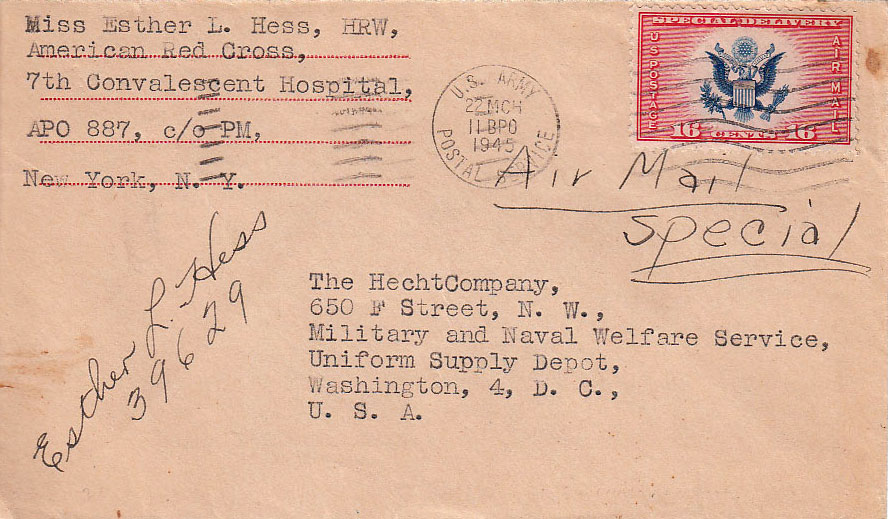 Miss Esther L. Hess, HRW,
American Red Cross,
7th Convalescent Hospital,
APO 887, c/o PM,
New York, N. Y.
U.S. ARMY
22 MCH
11 BPO
1945
POSTAL SERVICE
SPECIAL DELIVERY
US POSTAGE
AIR MAIL
16 CENTS 16
Air Mail
Special
Esther L. Hess
39629
The HechtCompany,
650 F Street, N. W.,
Military and Naval Welfare Service,
Uniform Supply Depot,
Washington, 4, D. C.,
U. S. A.